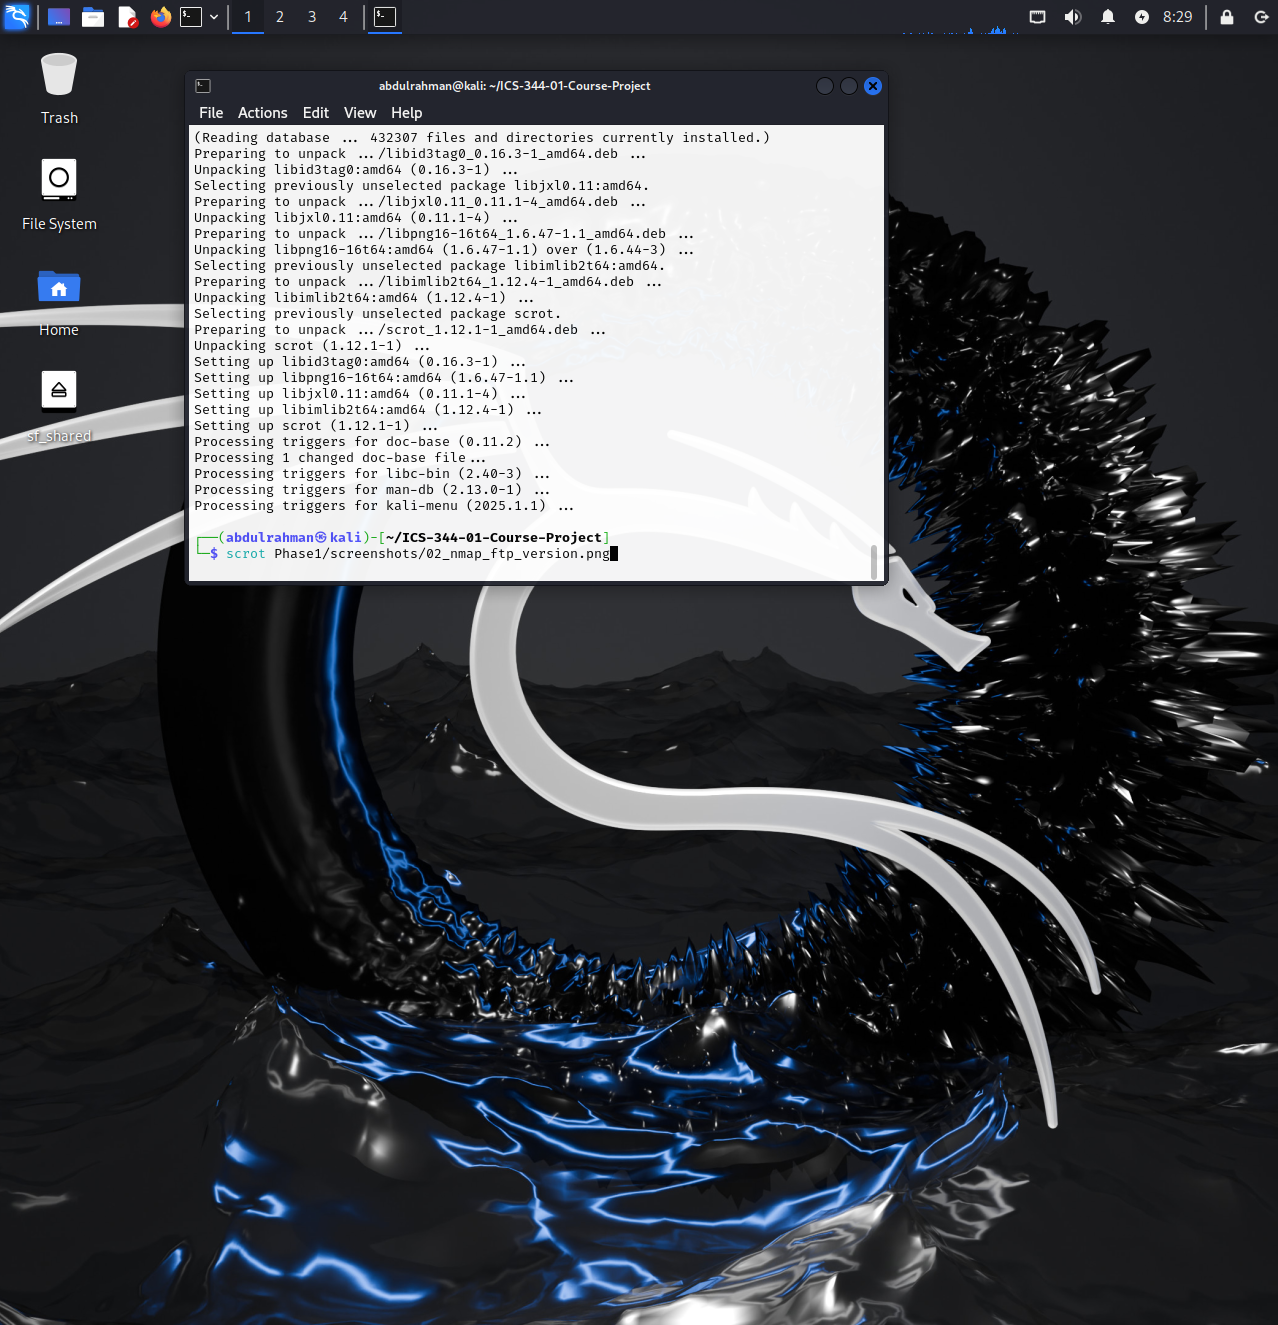 1 2 3 4 8:29
Trash
File System
Home
sf_shared
abdulrahman@kali: ~/ICS-344-01-Course-Project
File Actions Edit View Help
(Reading database ... 432307 files and directories currently installed.)
Preparing to unpack .../libid3tag0_0.16.3-1_amd64.deb ...
Unpacking libid3tag0:amd64 (0.16.3-1) ...
Selecting previously unselected package libjxl0.11:amd64.
Preparing to unpack .../libjxl0.11_0.11.1-4_amd64.deb ...
Unpacking libjxl0.11:amd64 (0.11.1-4) ...
Preparing to unpack .../libpng16-16t64_1.6.47-1.1_amd64.deb ...
Unpacking libpng16-16t64:amd64 (1.6.47-1.1) over (1.6.44-3) ...
Selecting previously unselected package libimlib2t64:amd64.
Preparing to unpack .../libimlib2t64_1.12.4-1_amd64.deb ...
Unpacking libimlib2t64:amd64 (1.12.4-1) ...
Selecting previously unselected package scrot.
Preparing to unpack .../scrot_1.12.1-1_amd64.deb ...
Unpacking scrot (1.12.1-1) ...
Setting up libid3tag0:amd64 (0.16.3-1) ...
Setting up libpng16-16t64:amd64 (1.6.47-1.1) ...
Setting up libjxl0.11:amd64 (0.11.1-4) ...
Setting up libimlib2t64:amd64 (1.12.4-1) ...
Setting up scrot (1.12.1-1) ...
Processing triggers for doc-base (0.11.2) ...
Processing 1 changed doc-base file...
Processing triggers for libc-bin (2.40-3) ...
Processing triggers for man-db (2.13.0-1) ...
Processing triggers for kali-menu (2025.1.1) ...
┌──(abdulrahman㉿kali)-[~/ICS-344-01-Course-Project]
└─$ scrot Phase1/screenshots/02_nmap_ftp_version.png